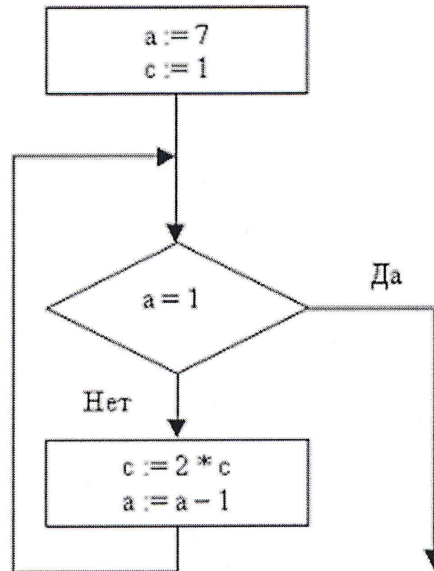 a := 7
c := 1
a = 1
Да
Нет
c := 2 * c
a := a − 1